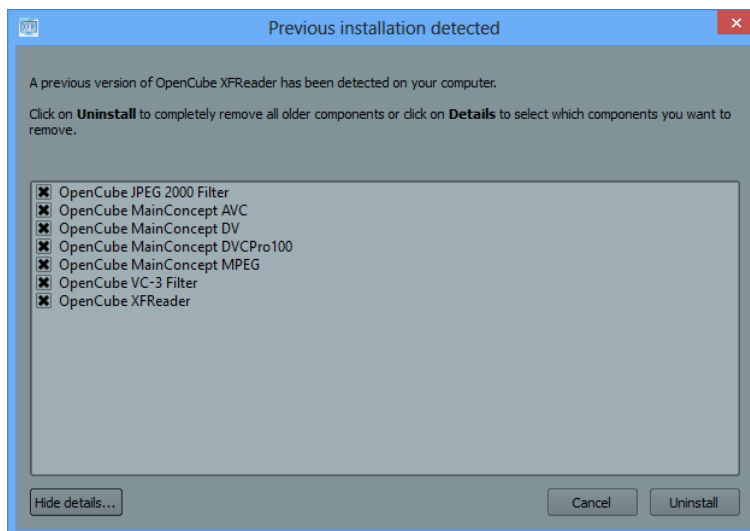 XFR
Previous installation detected
A previous version of OpenCube XFReader has been detected on your computer.
Click on Uninstall to completely remove all older components or click on Details to select which components you want to
remove.
OpenCube JPEG 2000 Filter
OpenCube MainConcept AVC
OpenCube MainConcept DV
OpenCube MainConcept DVCPro100
OpenCube MainConcept MPEG
OpenCube VC-3 Filter
OpenCube XFReader
Hide details...
Cancel
Uninstall